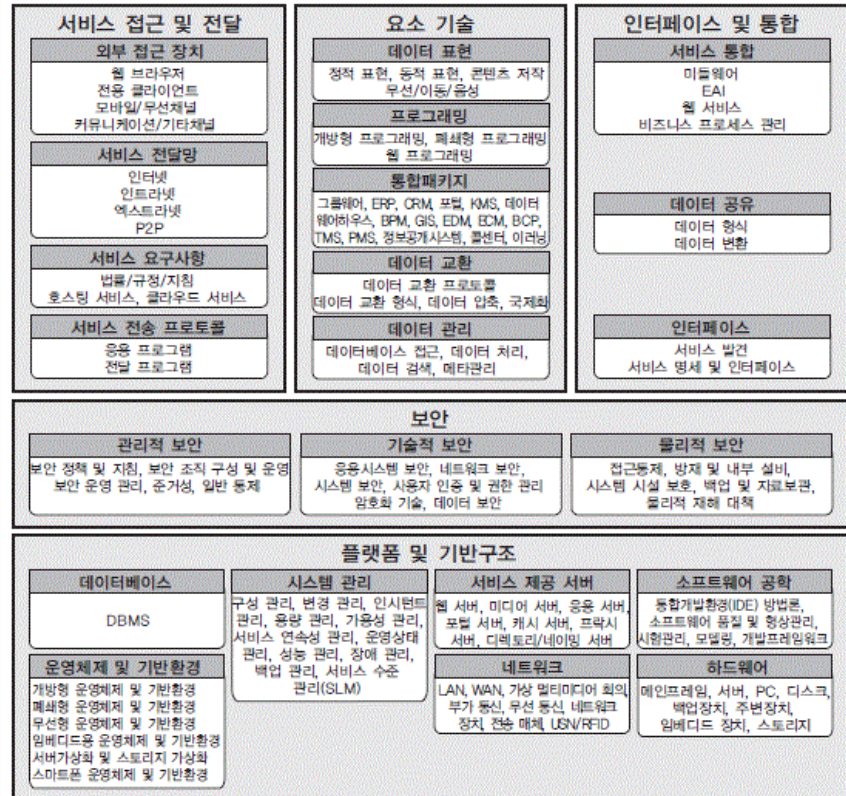 서비스 접근 및 전달
외부 접근 장치
웹 브라우저
전용 클라이언트
모바일/무선채널
커뮤니케이션/기타채널
서비스 전달망
인터넷
인트라넷
엑스트라넷
P2P
서비스 요구사항
법률/규정/지침
호스팅 서비스, 클라우드 서비스
서비스 전송 프로토콜
응용 프로그램
전달 프로그램
요소 기술
데이터 표현
정적 표현, 동적 표현, 콘텐츠 저작
무선/이동/음성
프로그래밍
개방형 프로그래밍, 폐쇄형 프로그래밍
웹 프로그래밍
통합패키지
그룹웨어, ERP, CRM, 포털, KMS, 데이터
웨어하우스, BPM, GIS, EDM, ECM, BCP,
TMS, PMS, 정보공개시스템, 콜센터, 이러닝
데이터 교환
데이터 교환 프로토콜
데이터 교환 형식, 데이터 압축, 국제화
데이터 관리
데이터베이스 접근, 데이터 처리,
데이터 검색, 메타관리
인터페이스 및 통합
서비스 통합
미들웨어
EAI
웹 서비스
비즈니스 프로세스 관리
데이터 공유
데이터 형식
데이터 변환
인터페이스
서비스 발견
서비스 명세 및 인터페이스
보안
관리적 보안
보안 정책 및 지침, 보안 조직 구성 및 운영
보안 운영 관리, 준거성, 일반 통제
기술적 보안
응용시스템 보안, 네트워크 보안,
시스템 보안, 사용자 인증 및 권한 관리
암호화 기술, 데이터 보안
물리적 보안
접근통제, 방재 및 내부 설비,
시스템 시설 보호, 백업 및 자료보관,
물리적 재해 대책
플랫폼 및 기반구조
데이터베이스
DBMS
운영체제 및 기반환경
개방형 운영체제 및 기반환경
폐쇄형 운영체제 및 기반환경
무선형 운영체제 및 기반환경
임베디드용 운영체제 및 기반환경
서버가상화 및 스토리지 가상화
스마트폰 운영체제 및 기반환경
시스템 관리
구성 관리, 변경 관리, 인시턴트
관리, 용량 관리, 가용성 관리,
서비스 연속성 관리, 운영상태
관리, 성능 관리, 장애 관리,
백업 관리, 서비스 수준
관리(SLM)
서비스 제공 서버
웹 서버, 미디어 서버, 응용 서버,
포털 서버, 캐시 서버, 프락시
서버, 디렉토리/네이밍 서버
네트워크
LAN, WAN, 가상 멀티미디어 회의,
부가 통신, 무선 통신, 네트워크
장치, 전송 매체, USN/RFID
소프트웨어 공학
통합개발환경(IDE) 방법론,
소프트웨어 품질 및 형상관리,
시험관리, 모델링, 개발프레임워크
하드웨어
메인프레임, 서버, PC, 디스크,
백업장치, 주변장치,
임베디드 장치, 스토리지